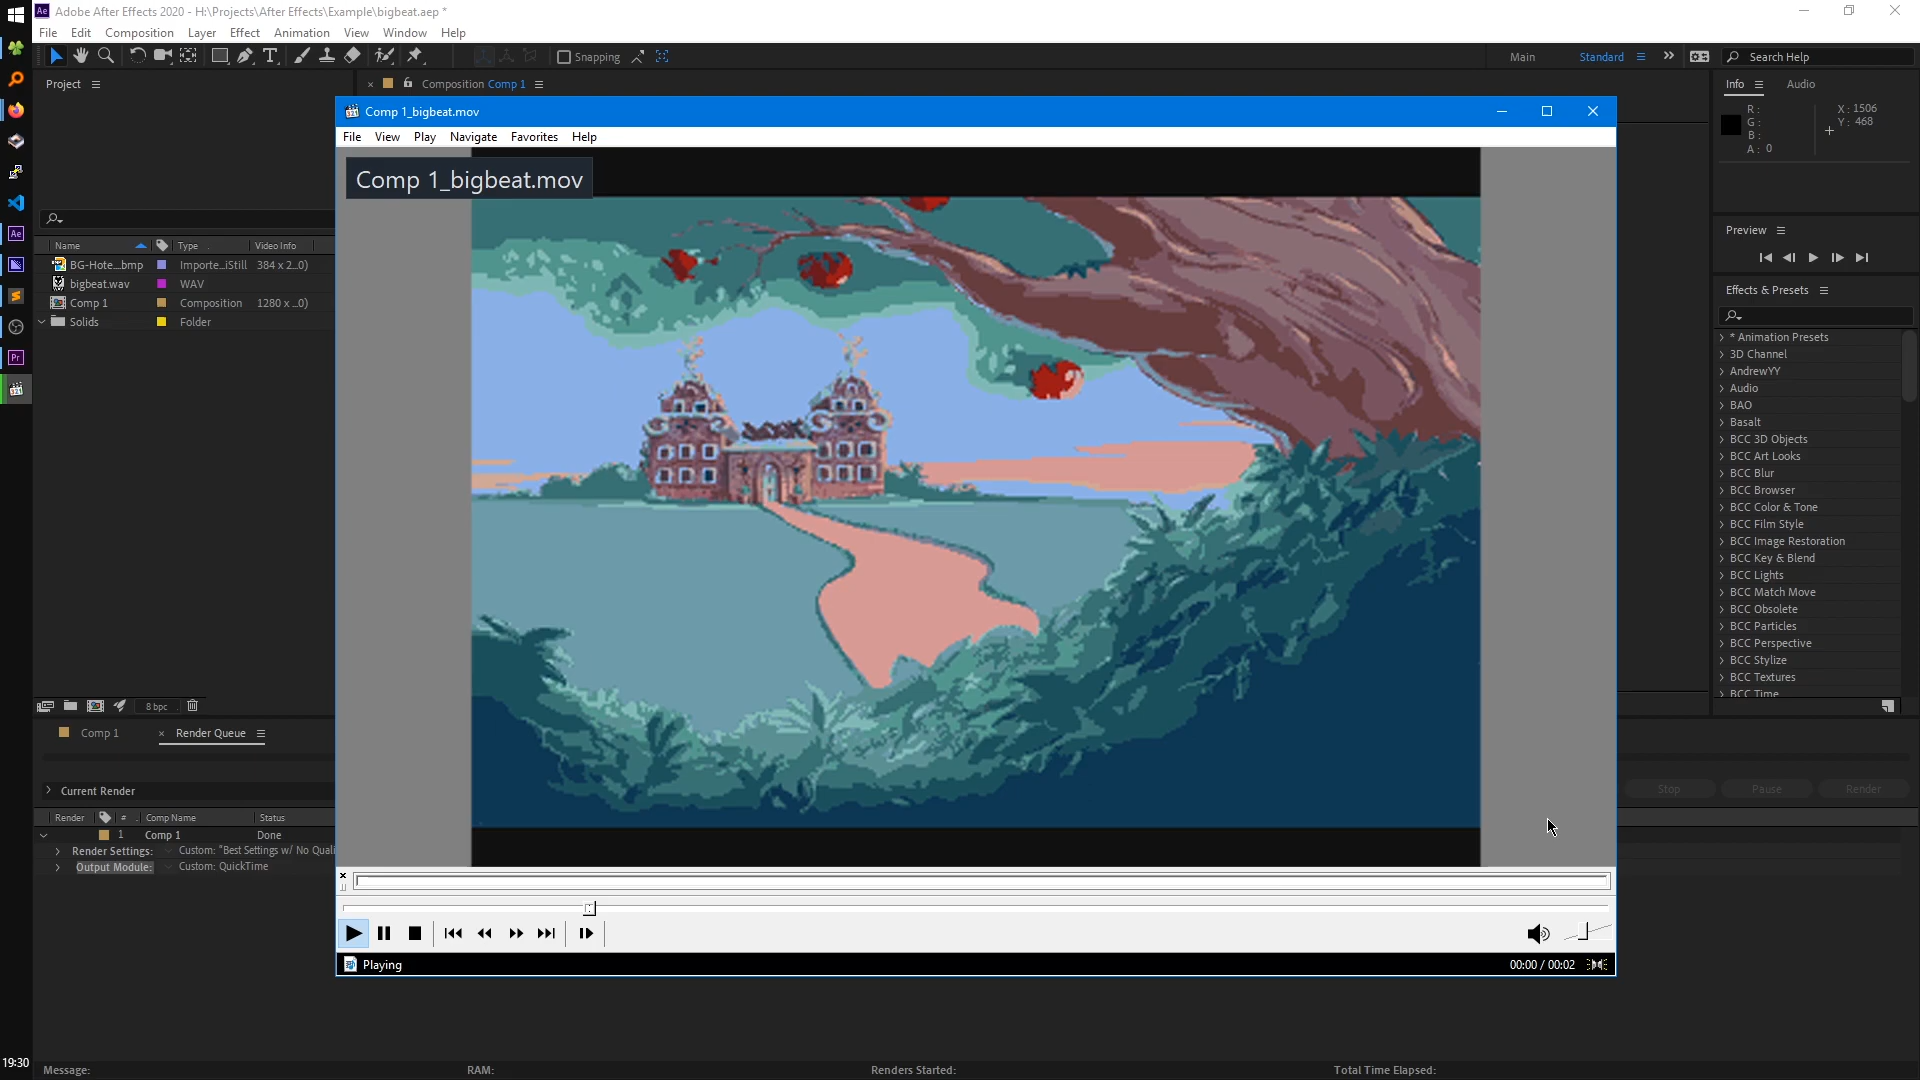 Adobe After Effects 2020 - H:\Projects\After Effects\Example\bigbeat.aep *
File Edit Composition Layer Effect Animation View Window Help
Snapping
Main Standard
Search Help
Project
Composition Comp 1
Info Audio
R:
G:
B:
A: 0
X: 1506
Y: 468
Comp 1_bigbeat.mov
File View Play Navigate Favorites Help
Comp 1_bigbeat.mov
Name Type Video Info
BG-Hote...bmp Importe...iStill 384 x 2...0)
bigbeat.wav WAV
Comp 1 Composition 1280 x ...0)
Solids Folder
Preview
Effects & Presets
* Animation Presets
3D Channel
AndrewYY
Audio
BAO
Basalt
BCC 3D Objects
BCC Art Looks
BCC Blur
BCC Browser
BCC Color & Tone
BCC Film Style
BCC Image Restoration
BCC Key & Blend
BCC Lights
BCC Match Move
BCC Obsolete
BCC Particles
BCC Perspective
BCC Stylize
BCC Textures
BCC Time
8 bpc
Comp 1 Render Queue
Current Render
Stop Pause Render
Render # Comp Name Status
1 Comp 1 Done
Render Settings: Custom: "Best Settings w/ No Quali
Output Module: Custom: QuickTime
Playing
00:00 / 00:02
19:30
Message: RAM: Renders Started: Total Time Elapsed:
Ae
Ae
Pr